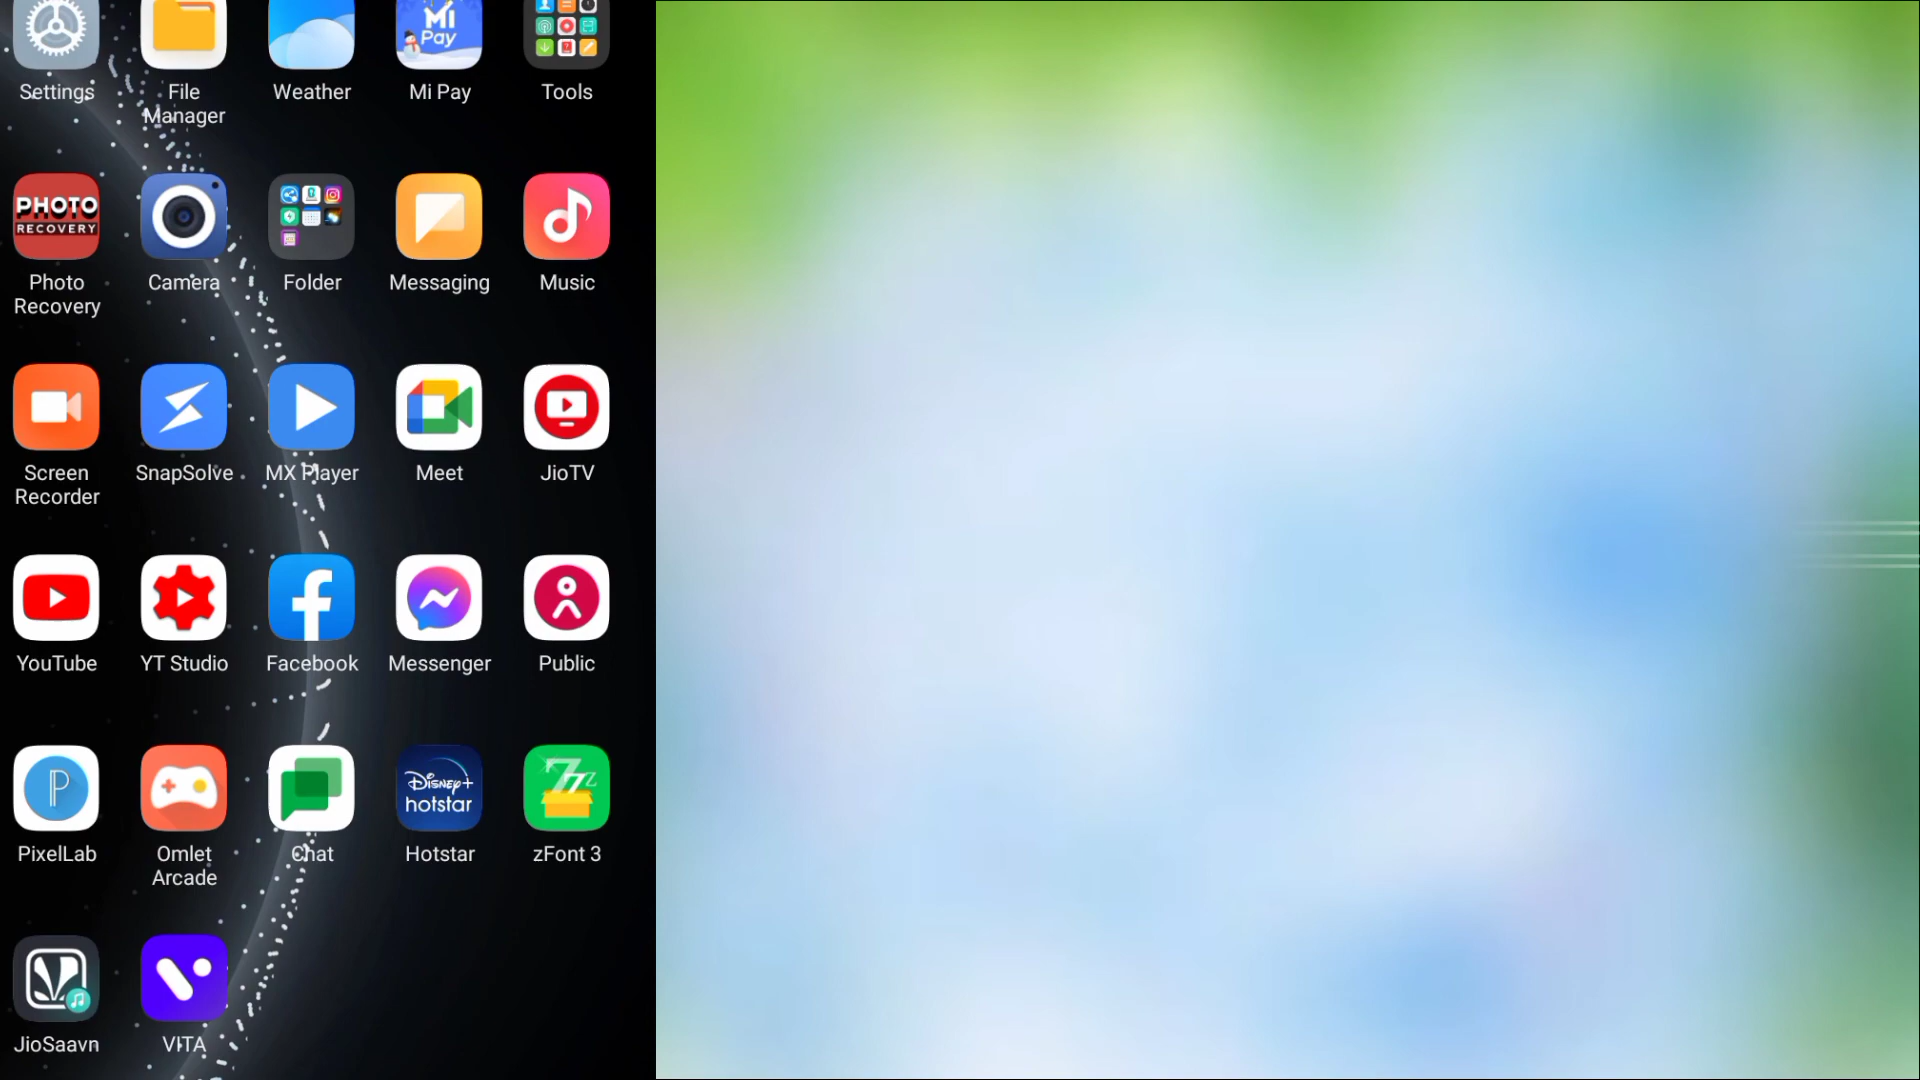 Mi
Pay
Settings
File
Manager
Weather
Mi Pay
Tools
PHOTO
RECOVERY
Photo
Recovery
Camera
Folder
Messaging
Music
Screen
Recorder
SnapSolve
MX Player
Meet
JioTV
YouTube
YT Studio
Facebook
Messenger
Public
Disney+
hotstar
PixelLab
Omlet
Arcade
Chat
Hotstar
zFont 3
JioSaavn
VITA